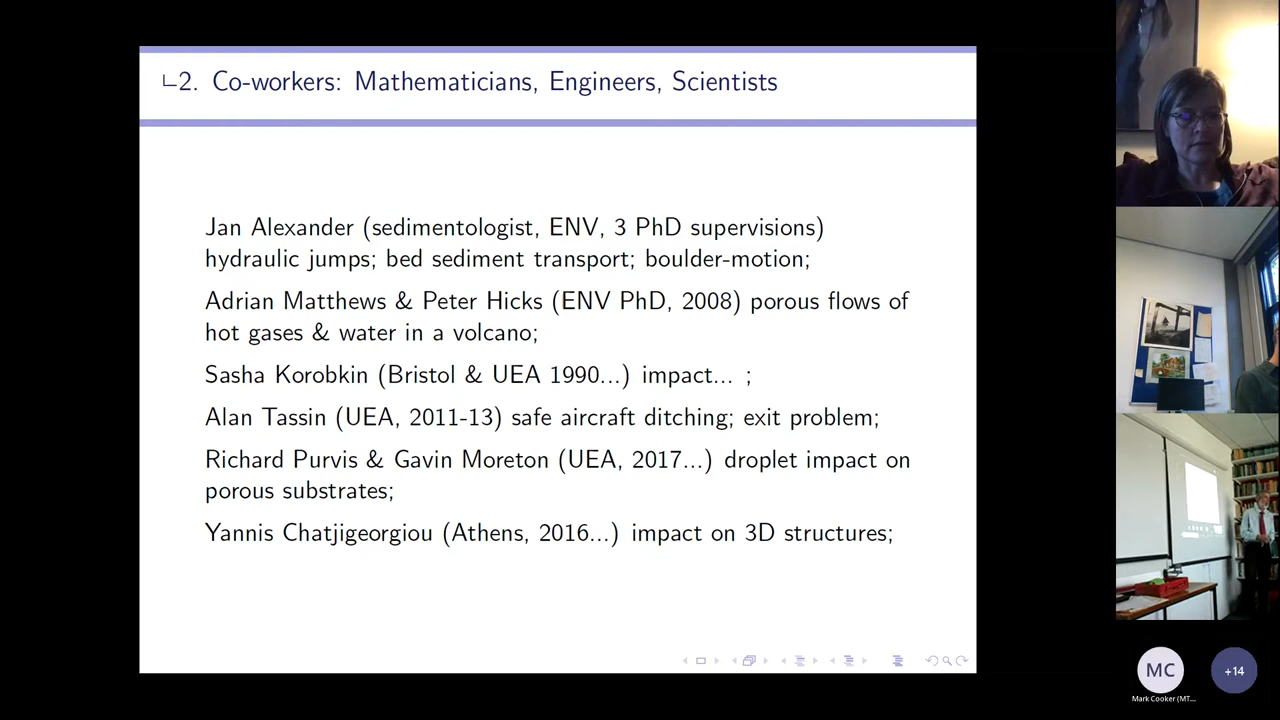 2. Co-workers: Mathematicians, Engineers, Scientists
Jan Alexander (sedimentologist, ENV, 3 PhD supervisions)
hydraulic jumps; bed sediment transport; boulder-motion;
Adrian Matthews & Peter Hicks (ENV PhD, 2008) porous flows of
hot gases & water in a volcano;
Sasha Korobkin (Bristol & UEA 1990...) impact... ;
Alan Tassin (UEA, 2011-13) safe aircraft ditching; exit problem;
Richard Purvis & Gavin Moreton (UEA, 2017...) droplet impact on
porous substrates;
Yannis Chatjigeorgiou (Athens, 2016...) impact on 3D structures;
MC
+14
Mark Cooker (MT...